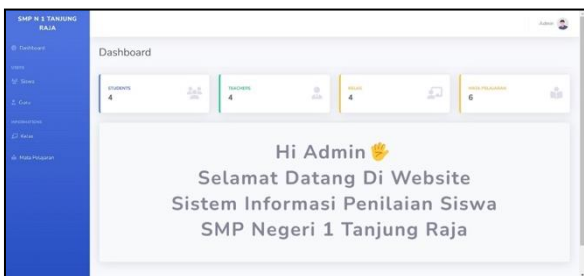 SMP N 1 TANJUNG
RAJA
Dashboard
Siswa
Guru
INFORMATIONS
Kelas
Mata Pelajaran
Admin
Dashboard
STUDENTS
4
TEACHERS
4
KELAS
4
MATA PELAJARAN
6
Hi Admin🖐
Selamat Datang Di Website
Sistem Informasi Penilaian Siswa
SMP Negeri 1 Tanjung Raja